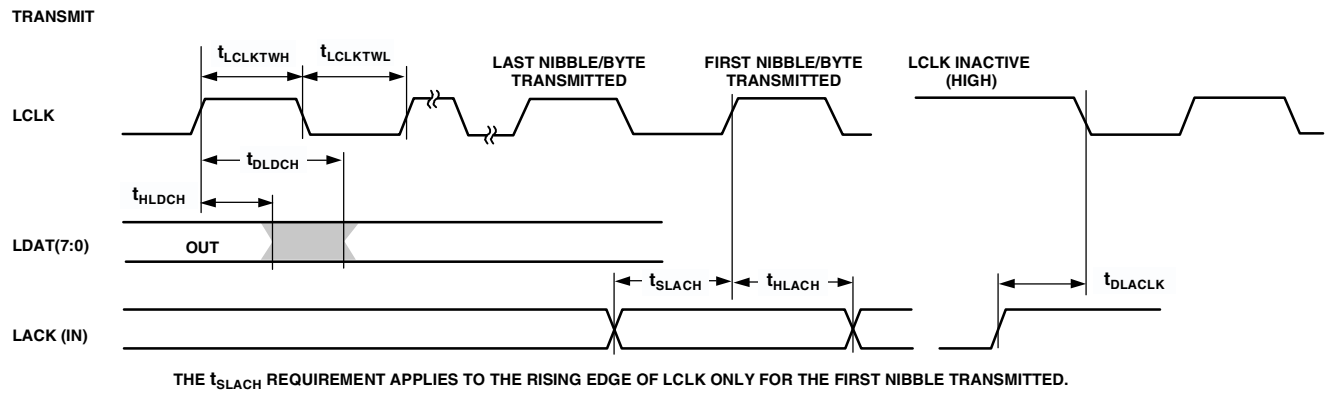 TRANSMIT
tLCLKTWH tLCLKTWL
LAST NIBBLE/BYTE
TRANSMITTED
FIRST NIBBLE/BYTE
TRANSMITTED
LCLK INACTIVE
(HIGH)
LCLK
tDLDCH
tHLDCH
LDAT(7:0)
OUT
tSLACH tHLACH tDLACLK
LACK (IN)
THE tSLACH REQUIREMENT APPLIES TO THE RISING EDGE OF LCLK ONLY FOR THE FIRST NIBBLE TRANSMITTED.